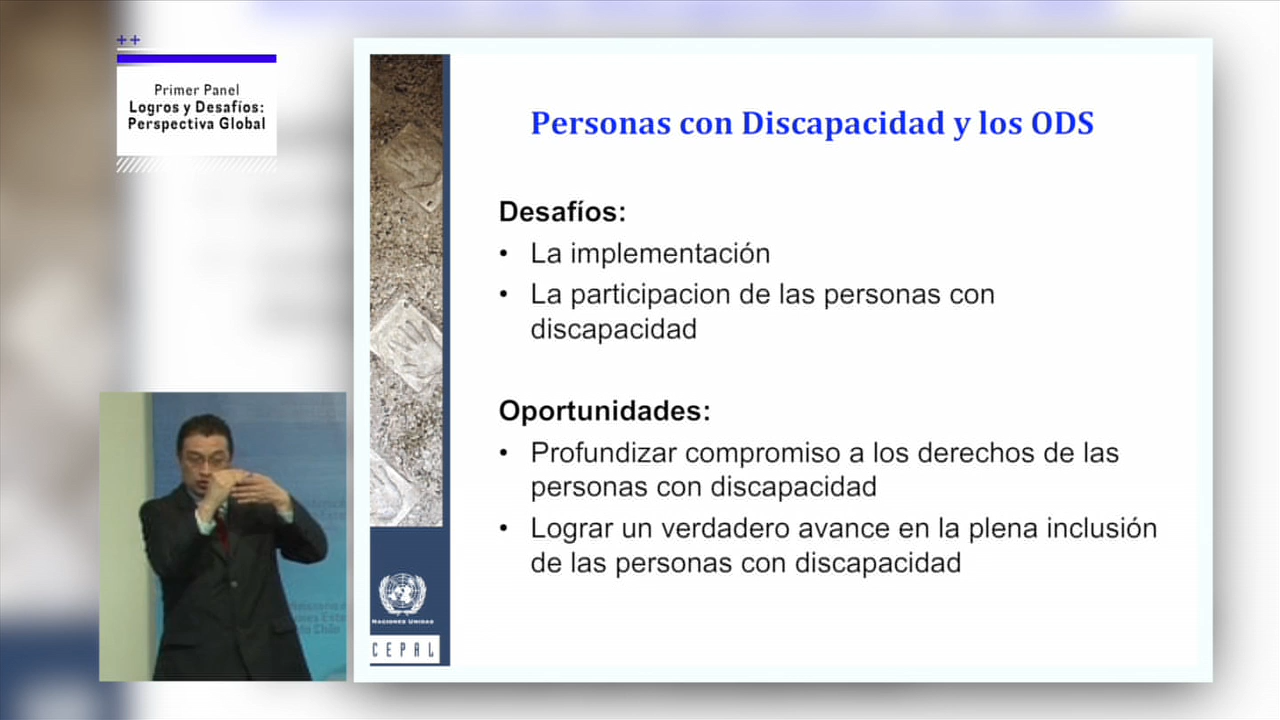 ++
Primer Panel
Logros y Desafíos:
Perspectiva Global
Personas con Discapacidad y los ODS
Desafíos:
• La implementación
• La participacion de las personas con
discapacidad
Oportunidades:
• Profundizar compromiso a los derechos de las
personas con discapacidad
• Lograr un verdadero avance en la plena inclusión
de las personas con discapacidad
NACIONES UNIDAS
CEPAL